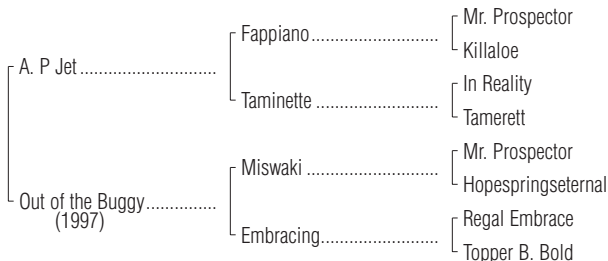 Mr. Prospector
Fappiano
Killaloe
A. P Jet
In Reality
Taminette
Tamerett
Mr. Prospector
Miswaki
Hopespringseternal
Out of the Buggy
(1997)
Regal Embrace
Embracing
Topper B. Bold